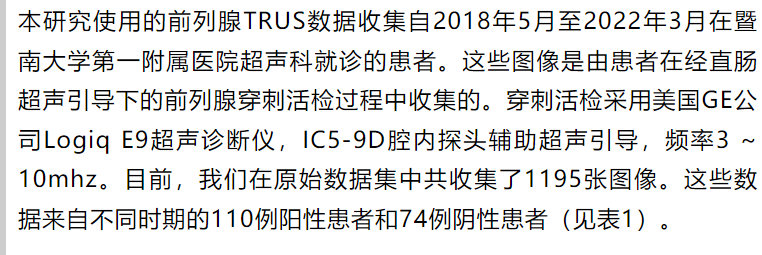 本研究使用的前列腺TRUS数据收集自2018年5月至2022年3月在暨
南大学第一附属医院超声科就诊的患者。这些图像是由患者在经直肠
超声引导下的前列腺穿刺活检过程中收集的。穿刺活检采用美国GE公
司Logiq E9超声诊断仪，IC5-9D腔内探头辅助超声引导，频率3 ~
10mhz。目前，我们在原始数据集中共收集了1195张图像。这些数
据来自不同时期的110例阳性患者和74例阴性患者（见表1）。